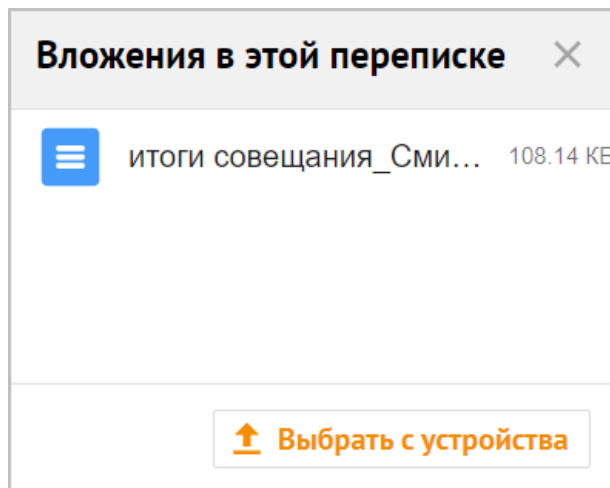 Вложения в этой переписке
итоги совещания_Сми... 108.14 КБ
Выбрать с устройства